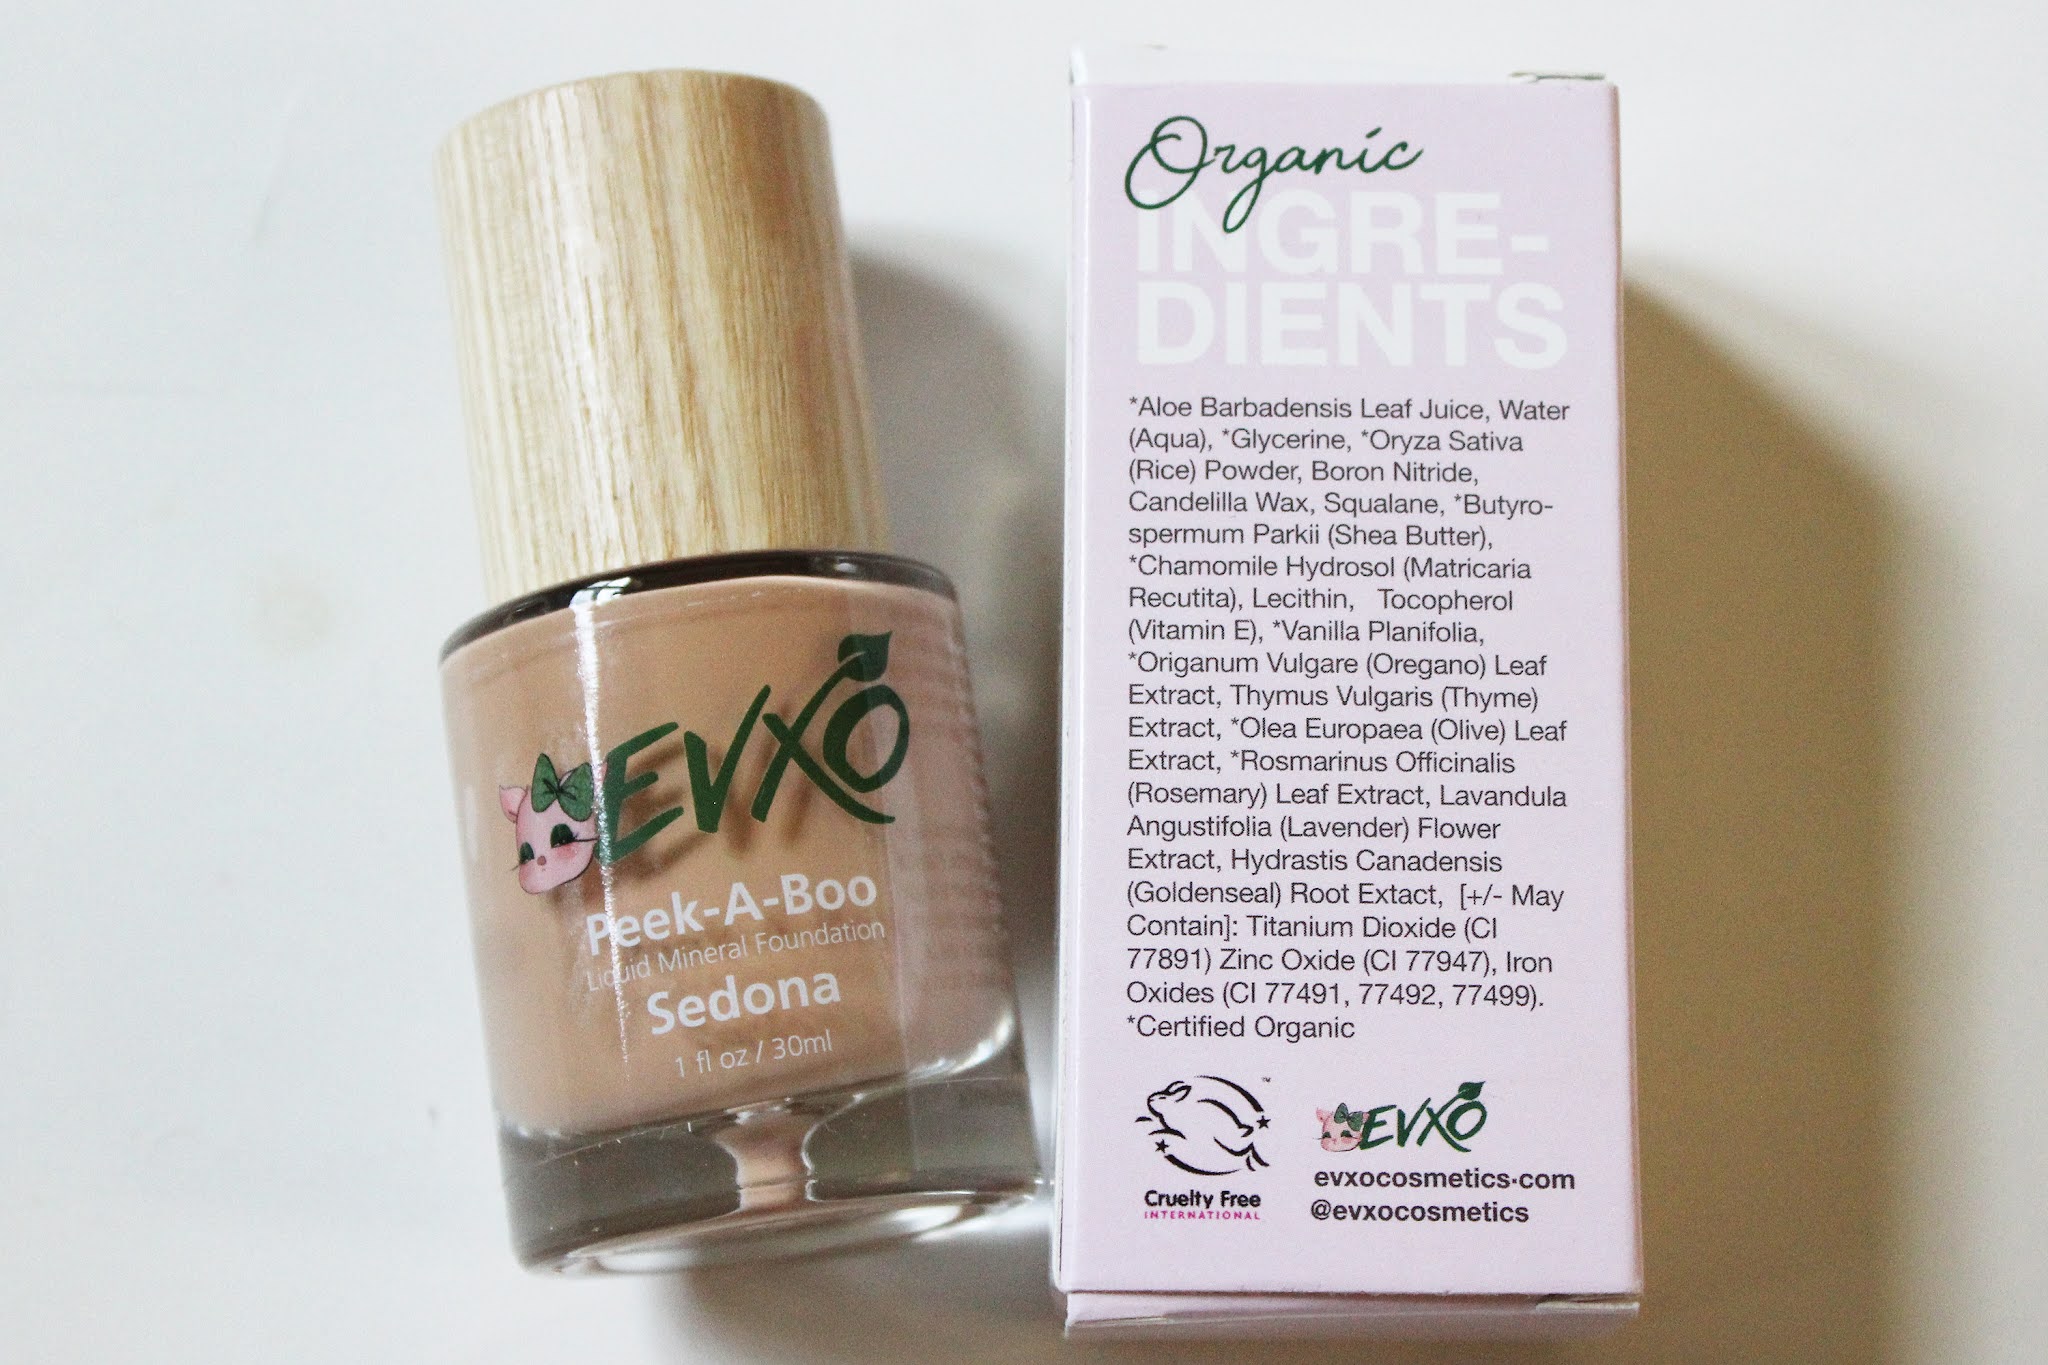 EVXO
Peek-A-Boo
Liquid Mineral Foundation
Sedona
1 fl oz / 30ml
Organic
INGRE-
DIENTS
*Aloe Barbadensis Leaf Juice, Water
(Aqua), *Glycerine, *Oryza Sativa
(Rice) Powder, Boron Nitride,
Candelilla Wax, Squalane, *Butyro-
spermum Parkii (Shea Butter),
*Chamomile Hydrosol (Matricaria
Recutita), Lecithin, Tocopherol
(Vitamin E), *Vanilla Planifolia,
*Origanum Vulgare (Oregano) Leaf
Extract, Thymus Vulgaris (Thyme)
Extract, *Olea Europaea (Olive) Leaf
Extract, *Rosmarinus Officinalis
(Rosemary) Leaf Extract, Lavandula
Angustifolia (Lavender) Flower
Extract, Hydrastis Canadensis
(Goldenseal) Root Extact, [+/- May
Contain]: Titanium Dioxide (CI
77891) Zinc Oxide (CI 77947), Iron
Oxides (CI 77491, 77492, 77499).
*Certified Organic
TM
Cruelty Free
INTERNATIONAL
EVXO
evxocosmetics.com
@evxocosmetics